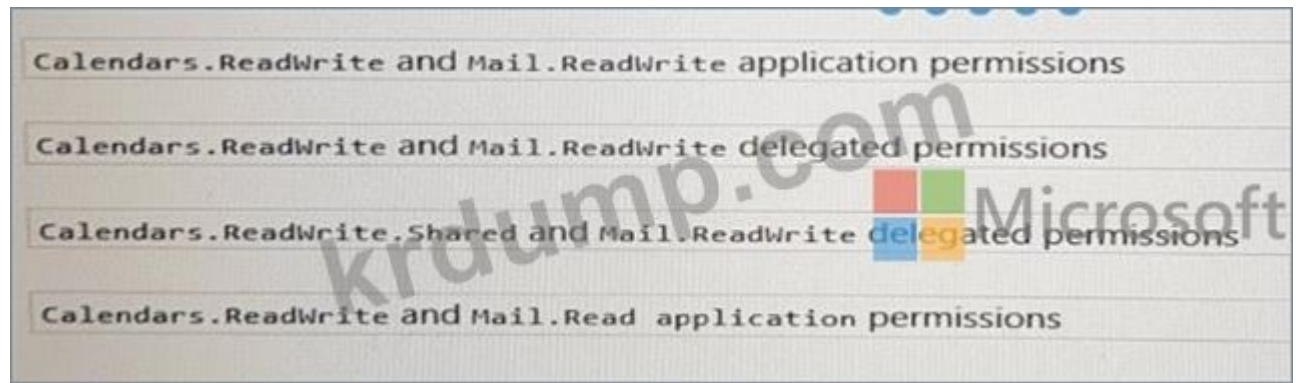 Calendars.ReadWrite and Mail.ReadWrite application permissions
Calendars.ReadWrite and Mail.ReadWrite delegated permissions
Calendars.ReadWrite.Shared and Mail.ReadWrite delegated permissions
Calendars.ReadWrite and Mail.Read application permissions
krdump.com
Microsoft